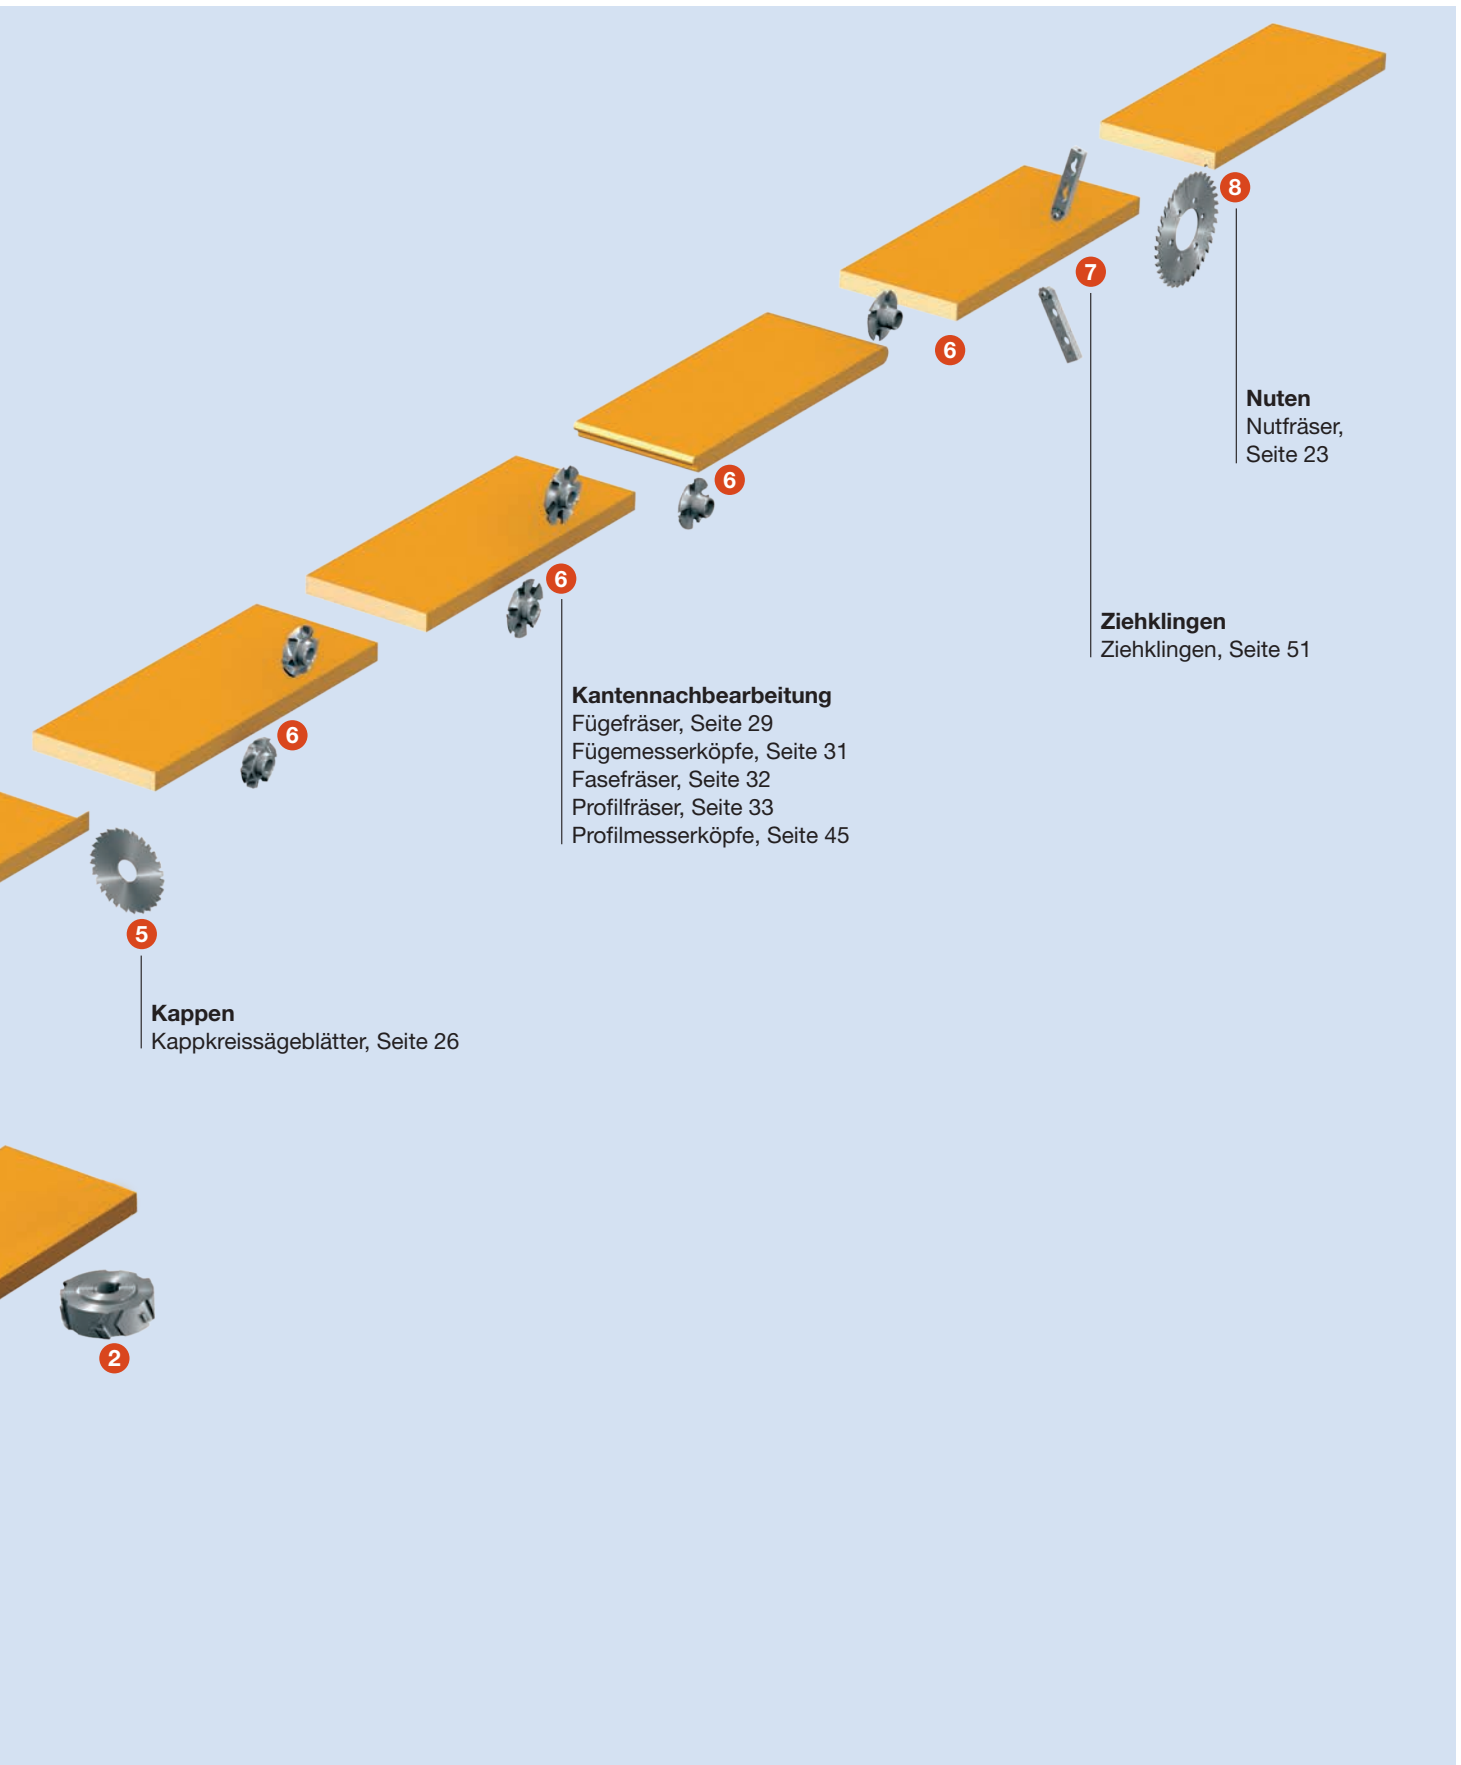 8
7
6
Nuten
Nutfräser,
Seite 23
6
6
Ziehklingen
Ziehklingen, Seite 51
Kantennachbearbeitung
Fügefräser, Seite 29
Fügemesserköpfe, Seite 31
Fasefräser, Seite 32
Profilfräser, Seite 33
Profilmesserköpfe, Seite 45
6
5
Kappen
Kappkreissägeblätter, Seite 26
2